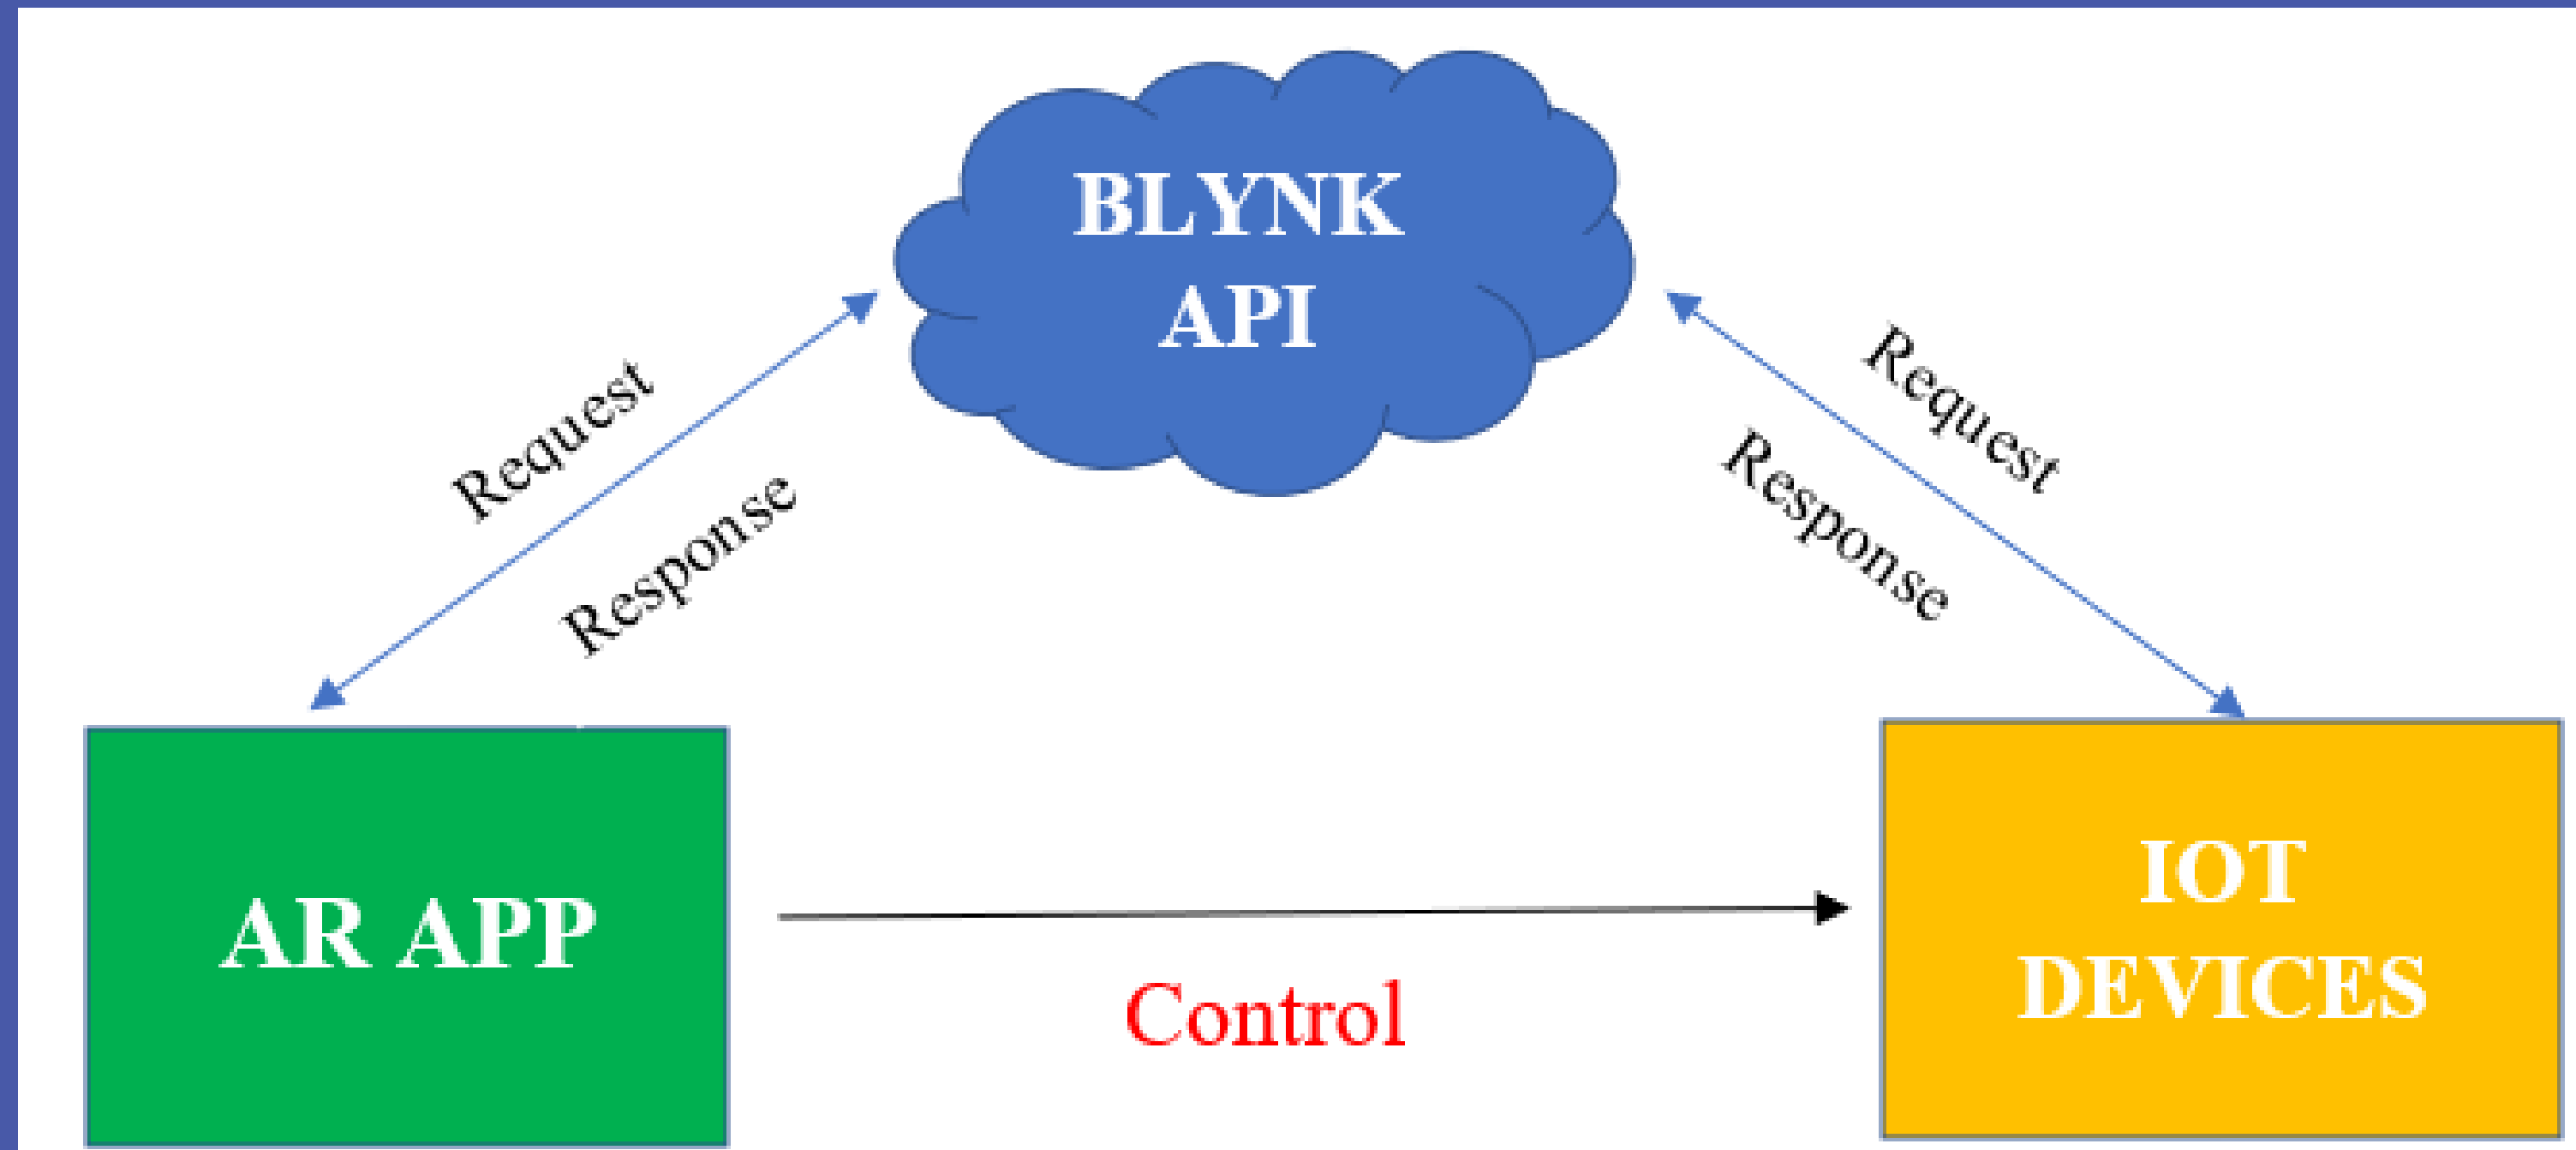 BLYNK
API
Request
Response
Request
Response
AR APP
Control
IOT
DEVICES